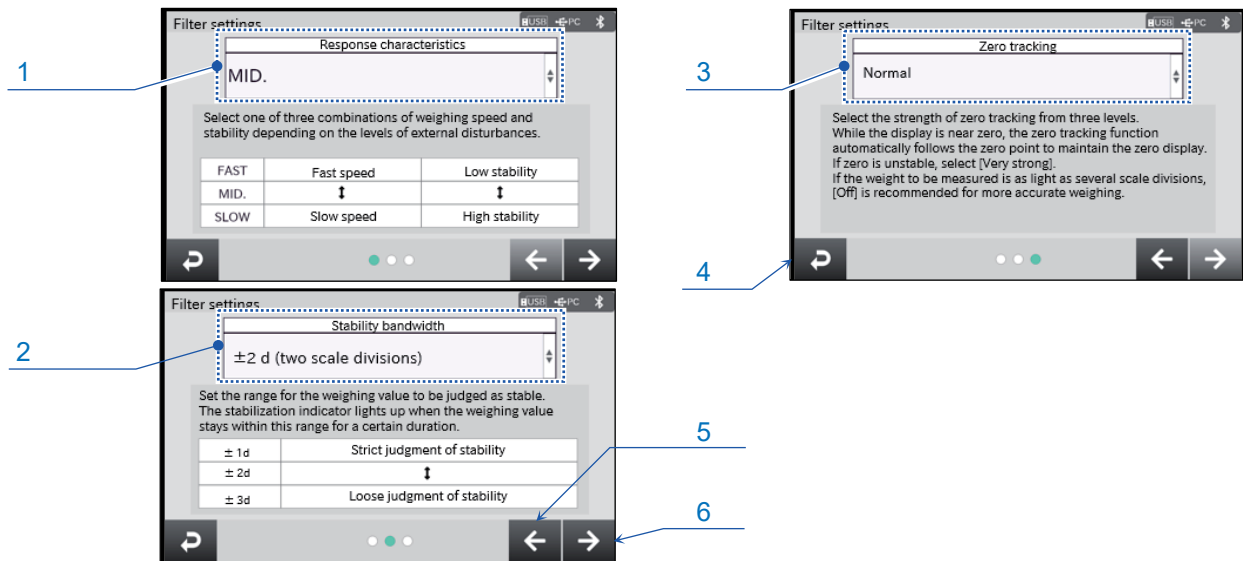 Filter settings
USB PC
Response characteristics
1
MID.
Select one of three combinations of weighing speed and
stability depending on the levels of external disturbances.
FAST Fast speed Low stability
MID.
SLOW Slow speed High stability
Filter settings
USB PC
Stability bandwidth
2
±2 d (two scale divisions)
Set the range for the weighing value to be judged as stable.
The stabilization indicator lights up when the weighing value
stays within this range for a certain duration.
± 1d Strict judgment of stability
± 2d
± 3d Loose judgment of stability
5
6
Filter settings
USB PC
Zero tracking
3
Normal
Select the strength of zero tracking from three levels.
While the display is near zero, the zero tracking function
automatically follows the zero point to maintain the zero display.
If zero is unstable, select [Very strong].
If the weight to be measured is as light as several scale divisions,
[Off] is recommended for more accurate weighing.
4